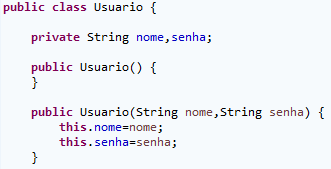 public class Usuario {
private String nome,senha;
public Usuario() {
}
public Usuario(String nome,String senha) {
this.nome=nome;
this.senha=senha;
}